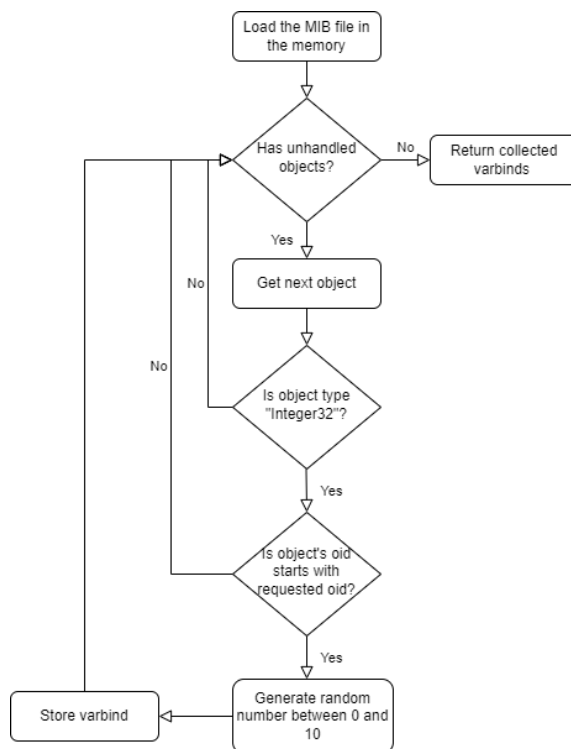 Load the MIB file in
the memory
Has unhandled
objects?
No
Return collected
varbinds
Yes
Get next object
No
Is object type
"Integer32"?
No
Yes
Is object's oid
starts with
requested oid?
Yes
Generate random
number between 0 and
10
Store varbind